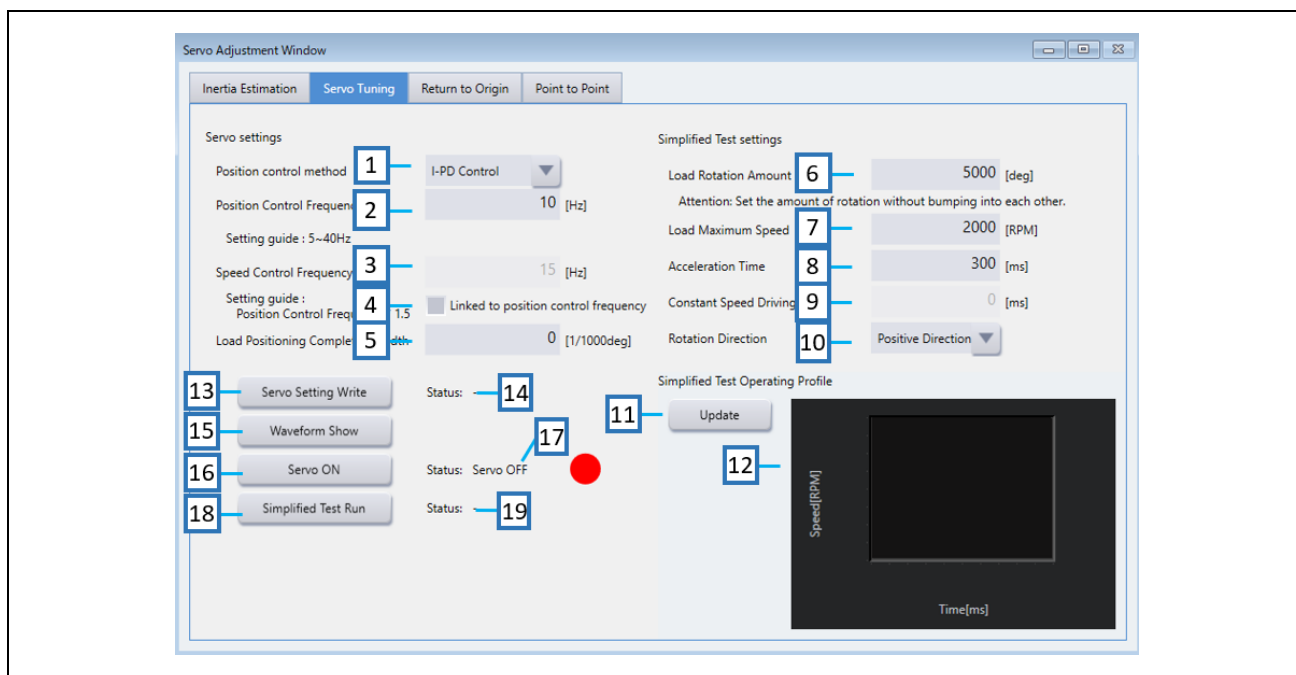 Servo Adjustment Window
Inertia Estimation Servo Tuning Return to Origin Point to Point
Servo settings
Position control method 1 I-PD Control
Position Control Frequen 2 10 [Hz]
Setting guide : 5~40Hz
Speed Control Frequency 3 15 [Hz]
Setting guide :
Position Control Freq 1.5
4 Linked to position control frequency
Load Positioning Comple 5 dth 0 [1/1000deg]
Simplified Test settings
Load Rotation Amount 6 5000 [deg]
Attention: Set the amount of rotation without bumping into each other.
Load Maximum Speed 7 2000 [RPM]
Acceleration Time 8 300 [ms]
Constant Speed Driving 9 0 [ms]
Rotation Direction 10 Positive Direction
13 Servo Setting Write Status: - 14
15 Waveform Show
17
16 Servo ON Status: Servo OFF
18 Simplified Test Run Status: - 19
Simplified Test Operating Profile
11 Update
12
Speed[RPM]
Time[ms]